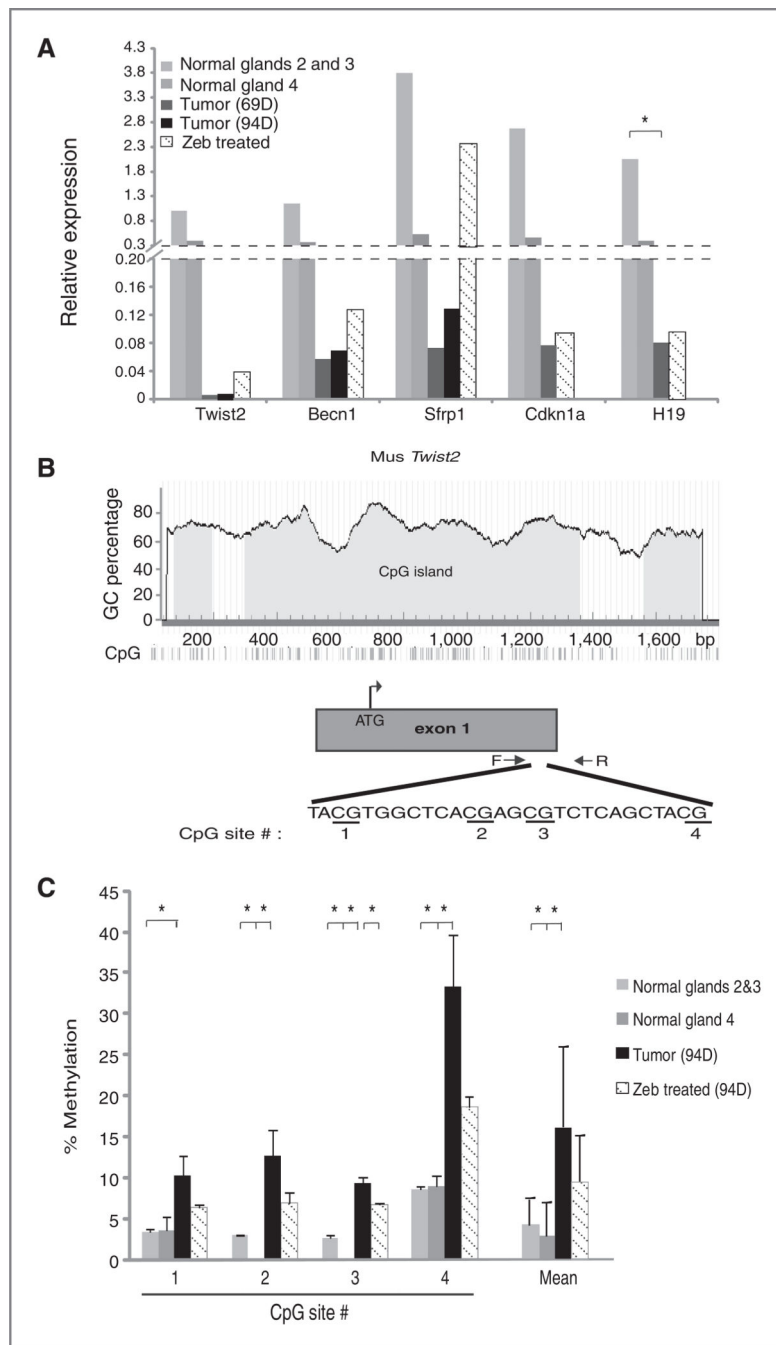 A
4.3
3.8
3.3
2.8
2.3
1.8
1.3
0.8
0.3
0.20
0.16
0.12
0.08
0.04
0
Relative expression
Normal glands 2 and 3
Normal gland 4
Tumor (69D)
Tumor (94D)
Zeb treated
*
Twist2 Becn1 Sfrp1 Cdkn1a H19
B
Mus Twist2
GC percentage
80
60
40
20
0
CpG island
200 400 600 800 1,000 1,200 1,400 1,600 bp
CpG
ATG
exon 1
F R
TACGTGGCTCACGAGCGTCTCAGCTACG
CpG site # : 1 2 3 4
C
45
40
35
30
25
20
15
10
5
0
% Methylation
* * * * * * * * * *
Normal glands 2&3
Normal gland 4
Tumor (94D)
Zeb treated (94D)
1 2 3 4 Mean
CpG site #